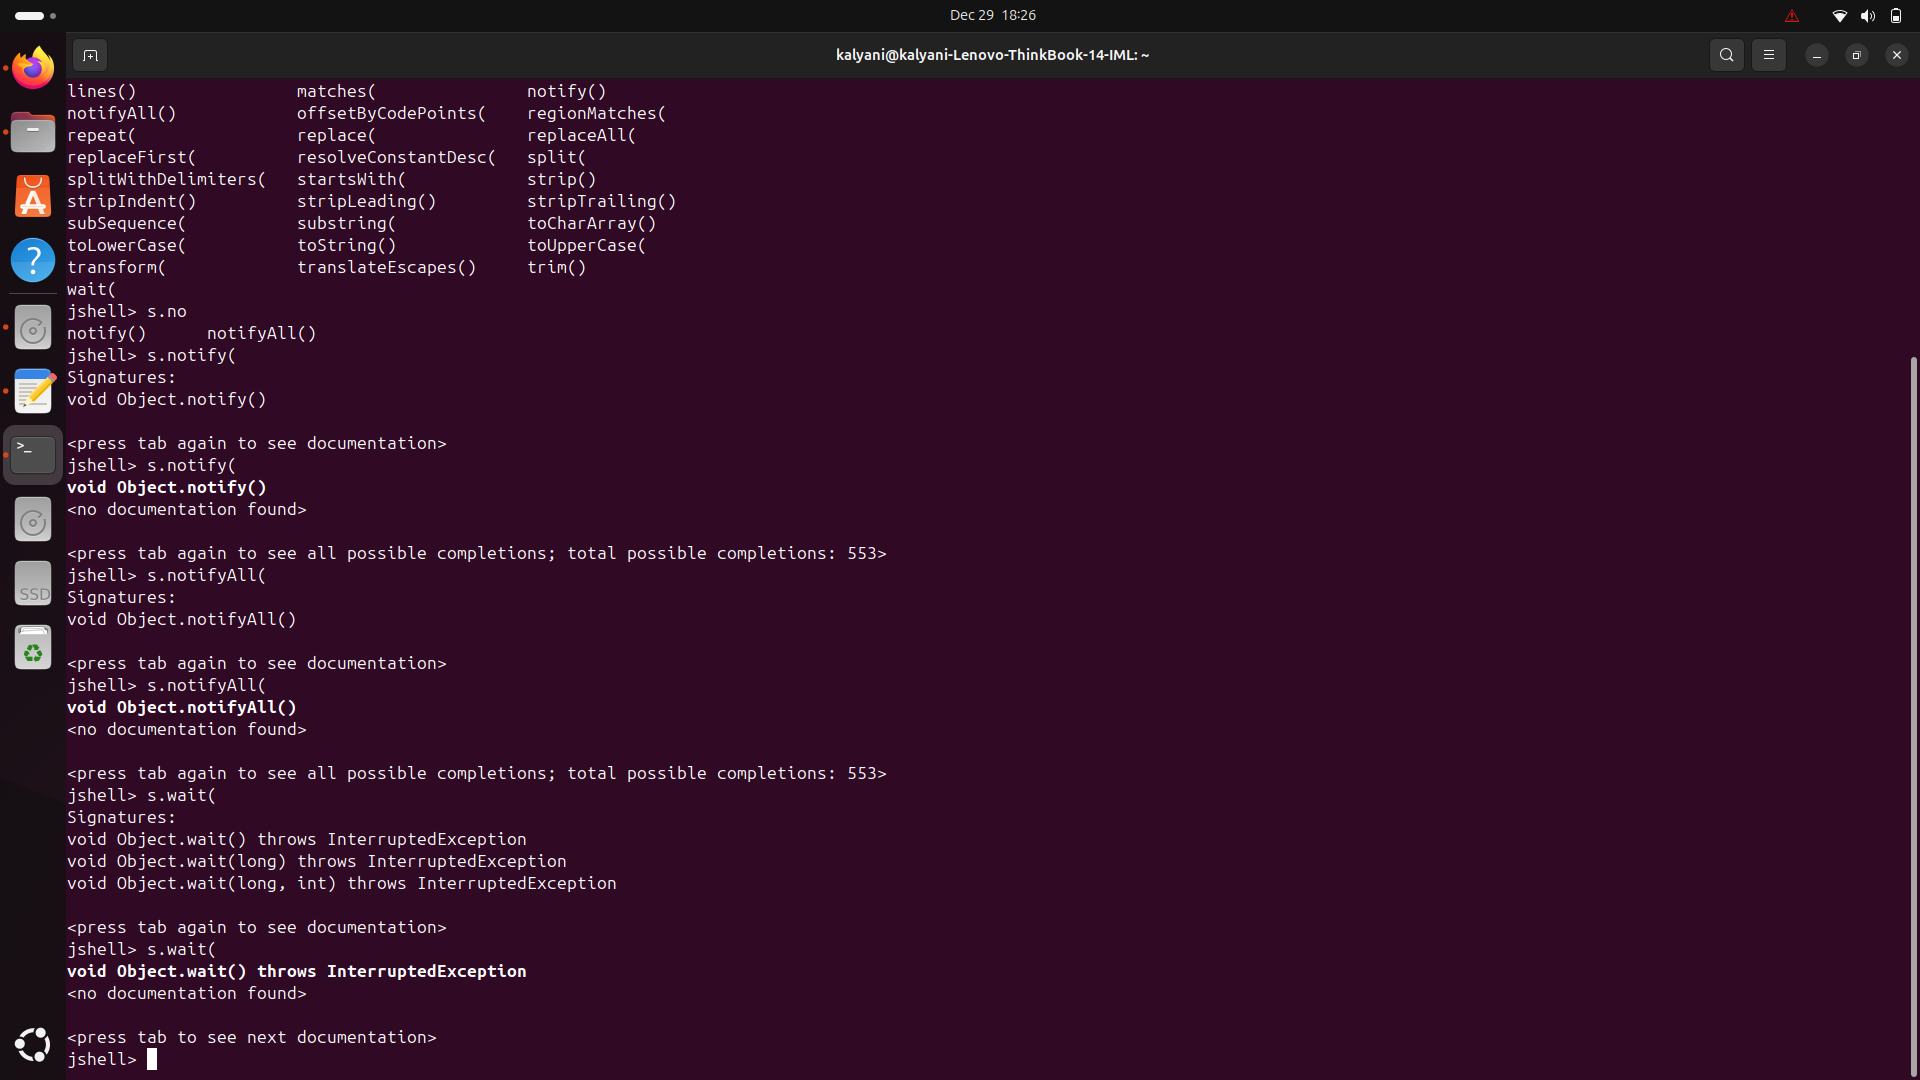 Dec 29 18:26
kalyani@kalyani-Lenovo-ThinkBook-14-IML: ~
lines() matches( notify()
notifyAll() offsetByCodePoints( regionMatches(
repeat( replace( replaceAll(
replaceFirst( resolveConstantDesc( split(
splitWithDelimiters( startsWith( strip()
stripIndent() stripLeading() stripTrailing()
subSequence( substring( toCharArray()
toLowerCase( toString() toUpperCase(
transform( translateEscapes() trim()
wait(
jshell> s.no
notify() notifyAll()
jshell> s.notify(
Signatures:
void Object.notify()
<press tab again to see documentation>
jshell> s.notify(
void Object.notify()
<no documentation found>
<press tab again to see all possible completions; total possible completions: 553>
jshell> s.notifyAll(
Signatures:
void Object.notifyAll()
<press tab again to see documentation>
jshell> s.notifyAll(
void Object.notifyAll()
<no documentation found>
<press tab again to see all possible completions; total possible completions: 553>
jshell> s.wait(
Signatures:
void Object.wait() throws InterruptedException
void Object.wait(long) throws InterruptedException
void Object.wait(long, int) throws InterruptedException
<press tab again to see documentation>
jshell> s.wait(
void Object.wait() throws InterruptedException
<no documentation found>
<press tab to see next documentation>
jshell>
SSD